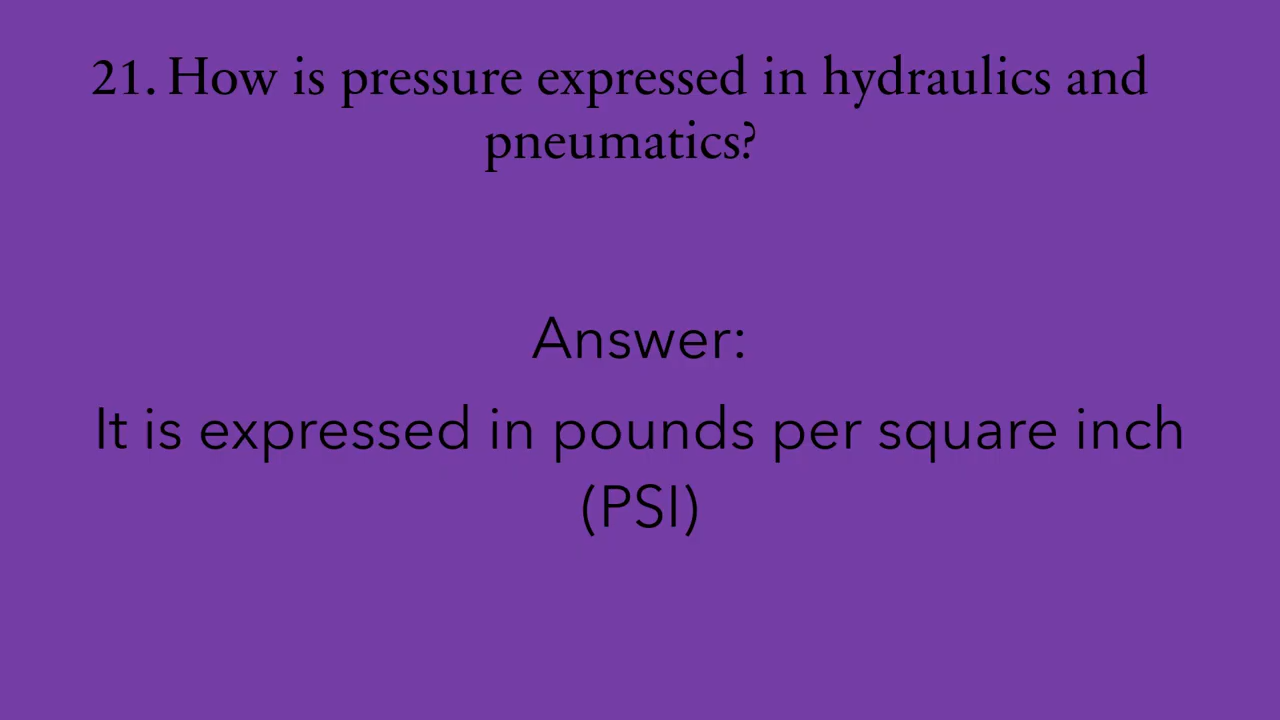 21. How is pressure expressed in hydraulics and
pneumatics?
Answer:
It is expressed in pounds per square inch
(PSI)